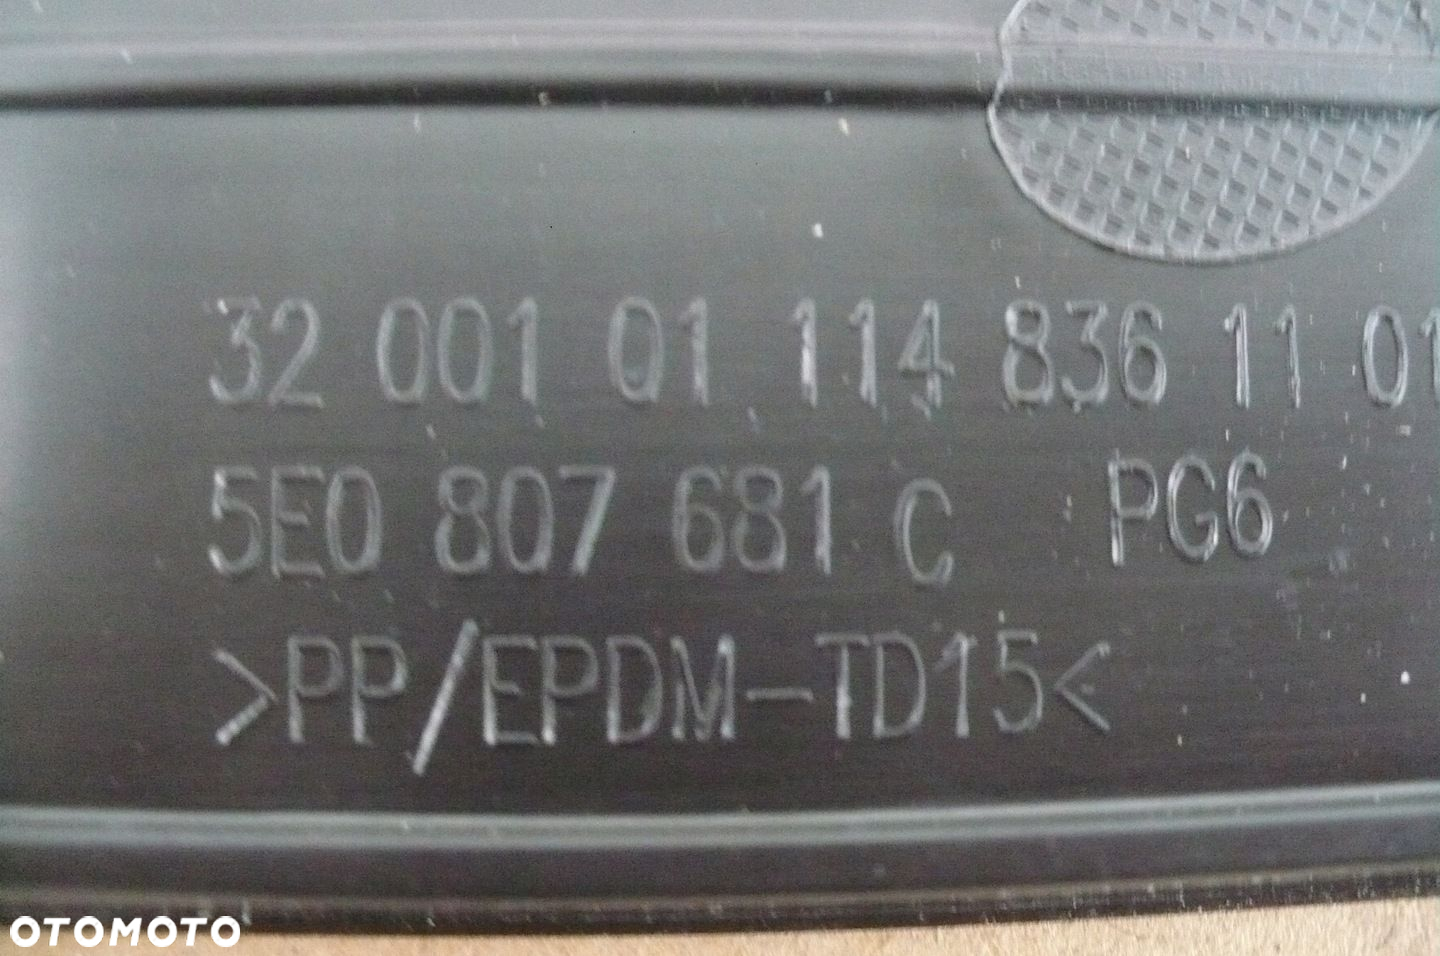 32 001 01 114 836 11 01
5E0 807 681 C PG6
>PP/EPDM-TD15<
OTOMOTO